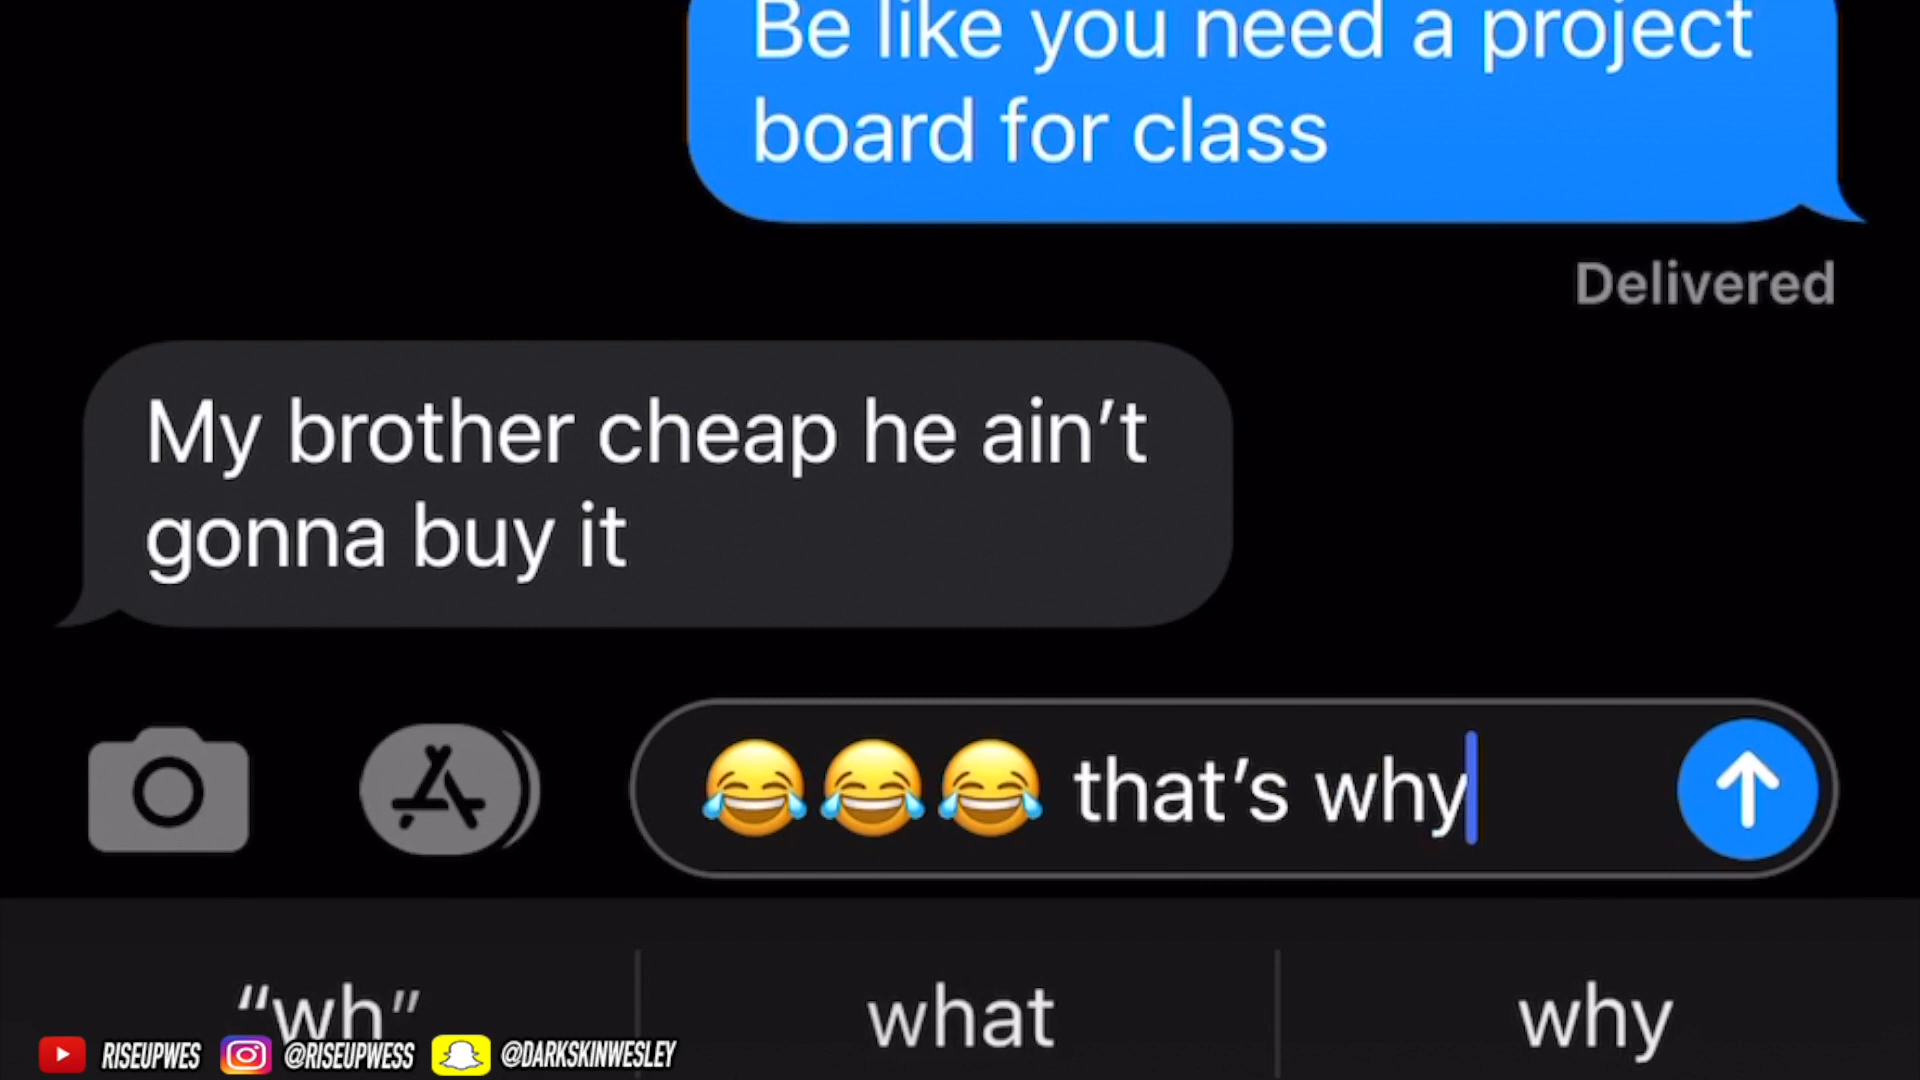 Be like you need a project
board for class
Delivered
My brother cheap he ain’t
gonna buy it
😂😂😂 that’s why
“wh”
what
why
RISEUPWES @RISEUPWESS @DARKSKINWESLEY